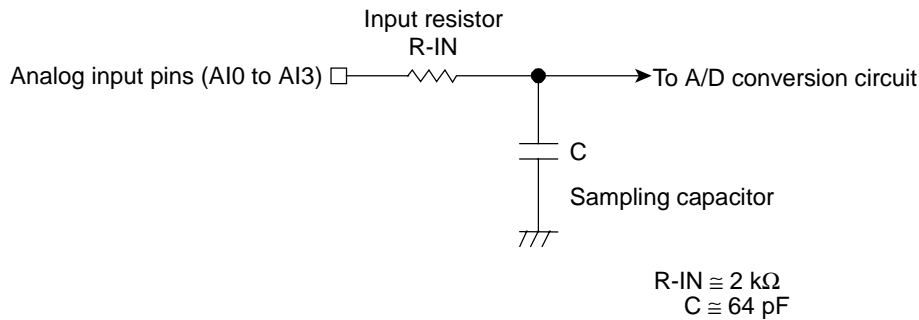 Input resistor
R-IN
Analog input pins (AI0 to AI3)
To A/D conversion circuit
C
Sampling capacitor
R-IN ≅ 2 kΩ
C ≅ 64 pF